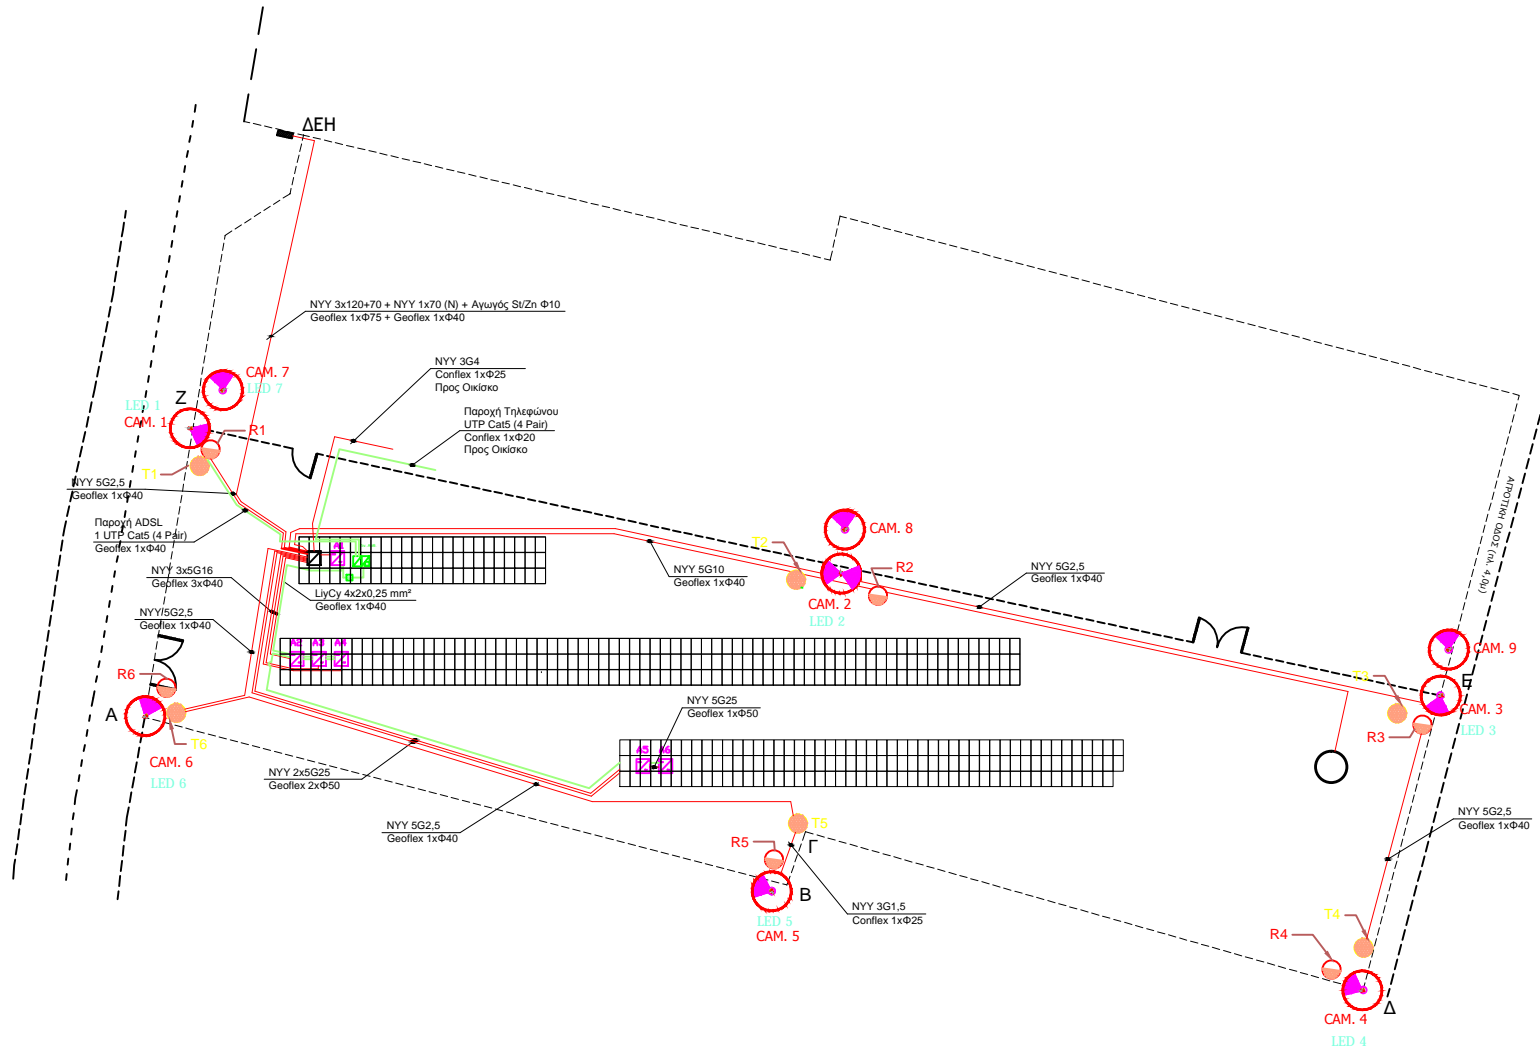 ΔΕΗ
NYY 3x120+70 + NYY 1x70 (N) + Αγωγός St/Zn Φ10
Geoflex 1xΦ75 + Geoflex 1xΦ40
NYY 3G4
Conflex 1xΦ25
Προς Οικίσκο
Παροχή Τηλεφώνου
UTP Cat5 (4 Pair)
Conflex 1xΦ20
Προς Οικίσκο
CAM. 7
LED 7
Z
LED 1
CAM. 1
R1
T1
NYY 5G2,5
Geoflex 1xΦ40
Παροχή ADSL
1 UTP Cat5 (4 Pair)
Geoflex 1xΦ40
NYY 3x5G16
Geoflex 3xΦ40
NYY 5G2,5
Geoflex 1xΦ40
A1
LiyCy 4x2x0,25 mm²
Geoflex 1xΦ40
A2 A3 A4
NYY 5G10
Geoflex 1xΦ40
T2
CAM. 8
R2
CAM. 2
LED 2
NYY 5G2,5
Geoflex 1xΦ40
ΑΓΡΟΤΙΚΗ ΟΔΟΣ (πλ. 4,0μ)
CAM. 9
T3
E
CAM. 3
R3
LED 3
R6
A
T6
CAM. 6
LED 6
NYY 5G25
Geoflex 1xΦ50
A5 A6
NYY 2x5G25
Geoflex 2xΦ50
NYY 5G2,5
Geoflex 1xΦ40
T5
R5
Γ
B
LED 5
CAM. 5
NYY 3G1,5
Conflex 1xΦ25
NYY 5G2,5
Geoflex 1xΦ40
T4
R4
Δ
CAM. 4
LED 4